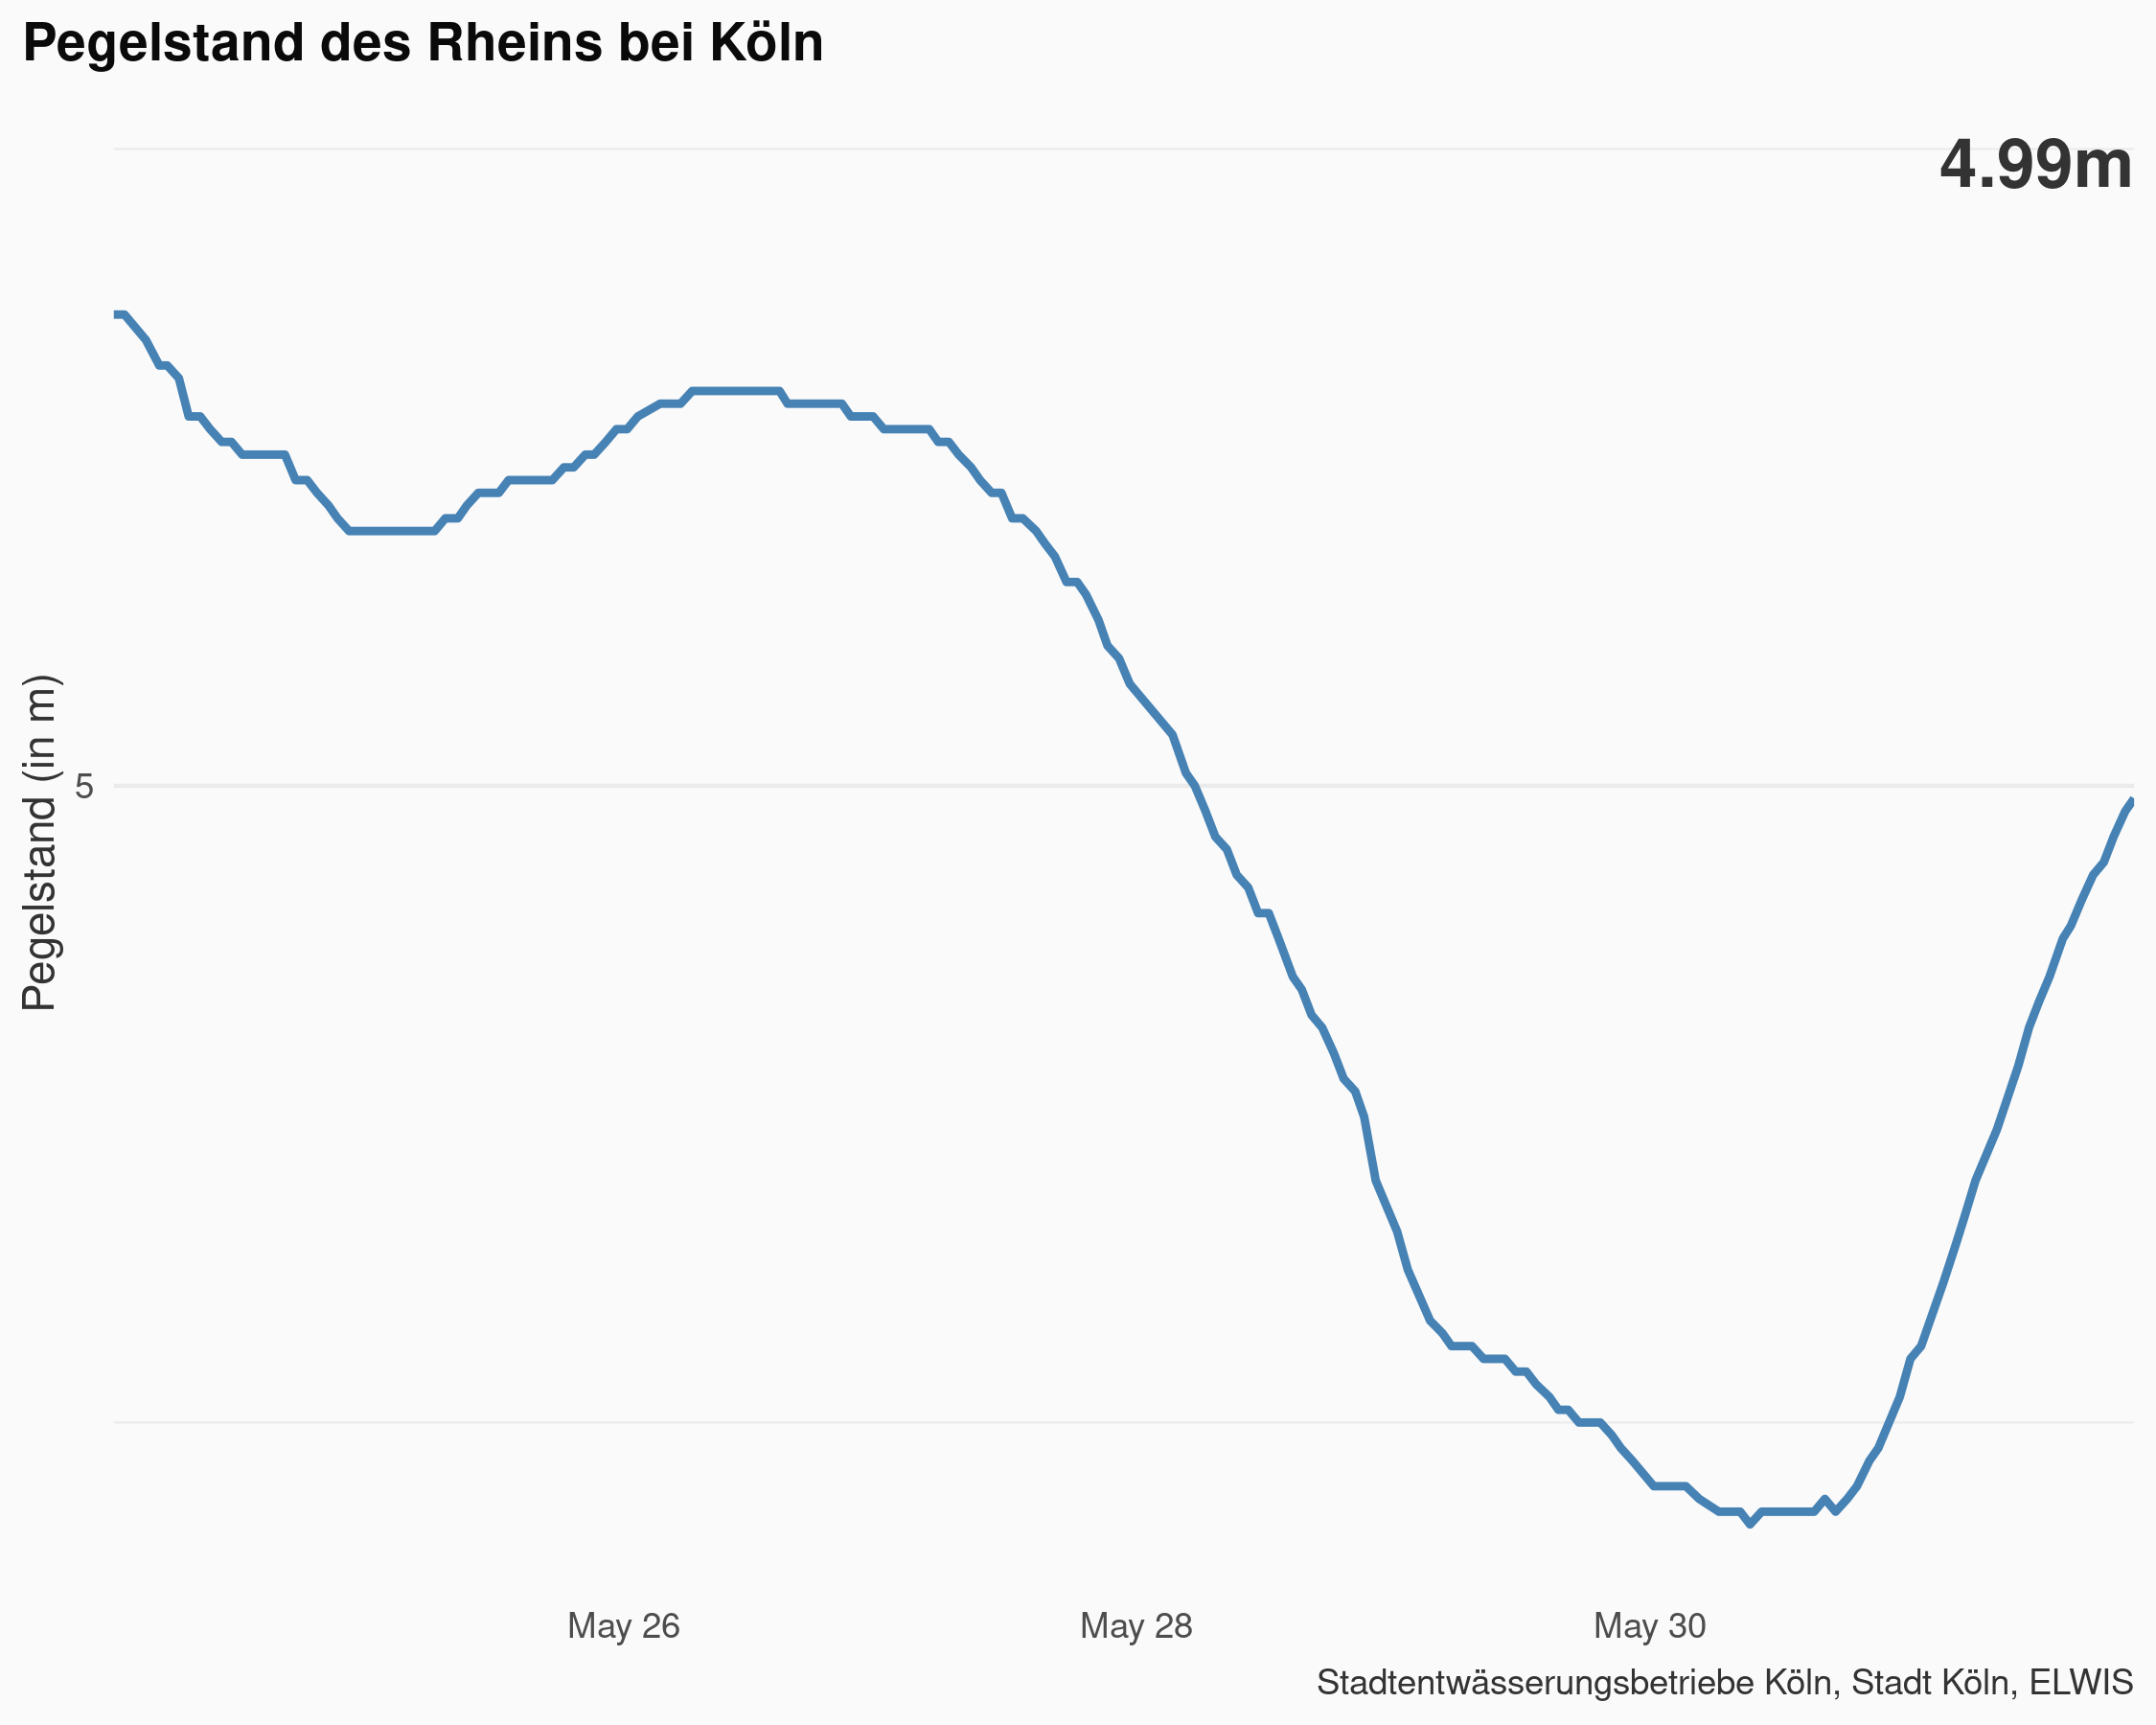 Pegelstand des Rheins bei Köln
4.99m
Pegelstand (in m)
5
May 26
May 28
May 30
Stadtentwässerungsbetriebe Köln, Stadt Köln, ELWIS